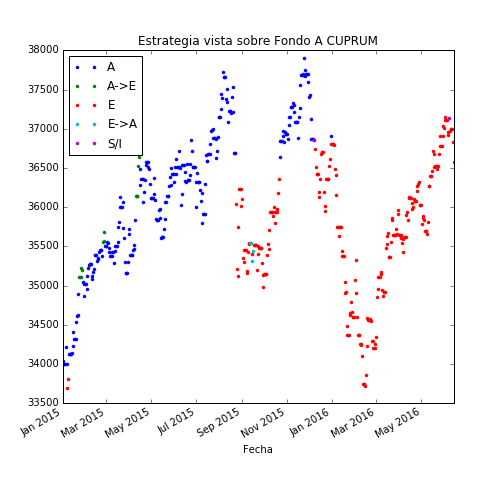 Estrategia vista sobre Fondo A CUPRUM
38000
37500
37000
36500
36000
35500
35000
34500
34000
33500
A
A->E
E
E->A
S/I
Jan 2015
Mar 2015
May 2015
Jul 2015
Sep 2015
Nov 2015
Jan 2016
Mar 2016
May 2016
Fecha